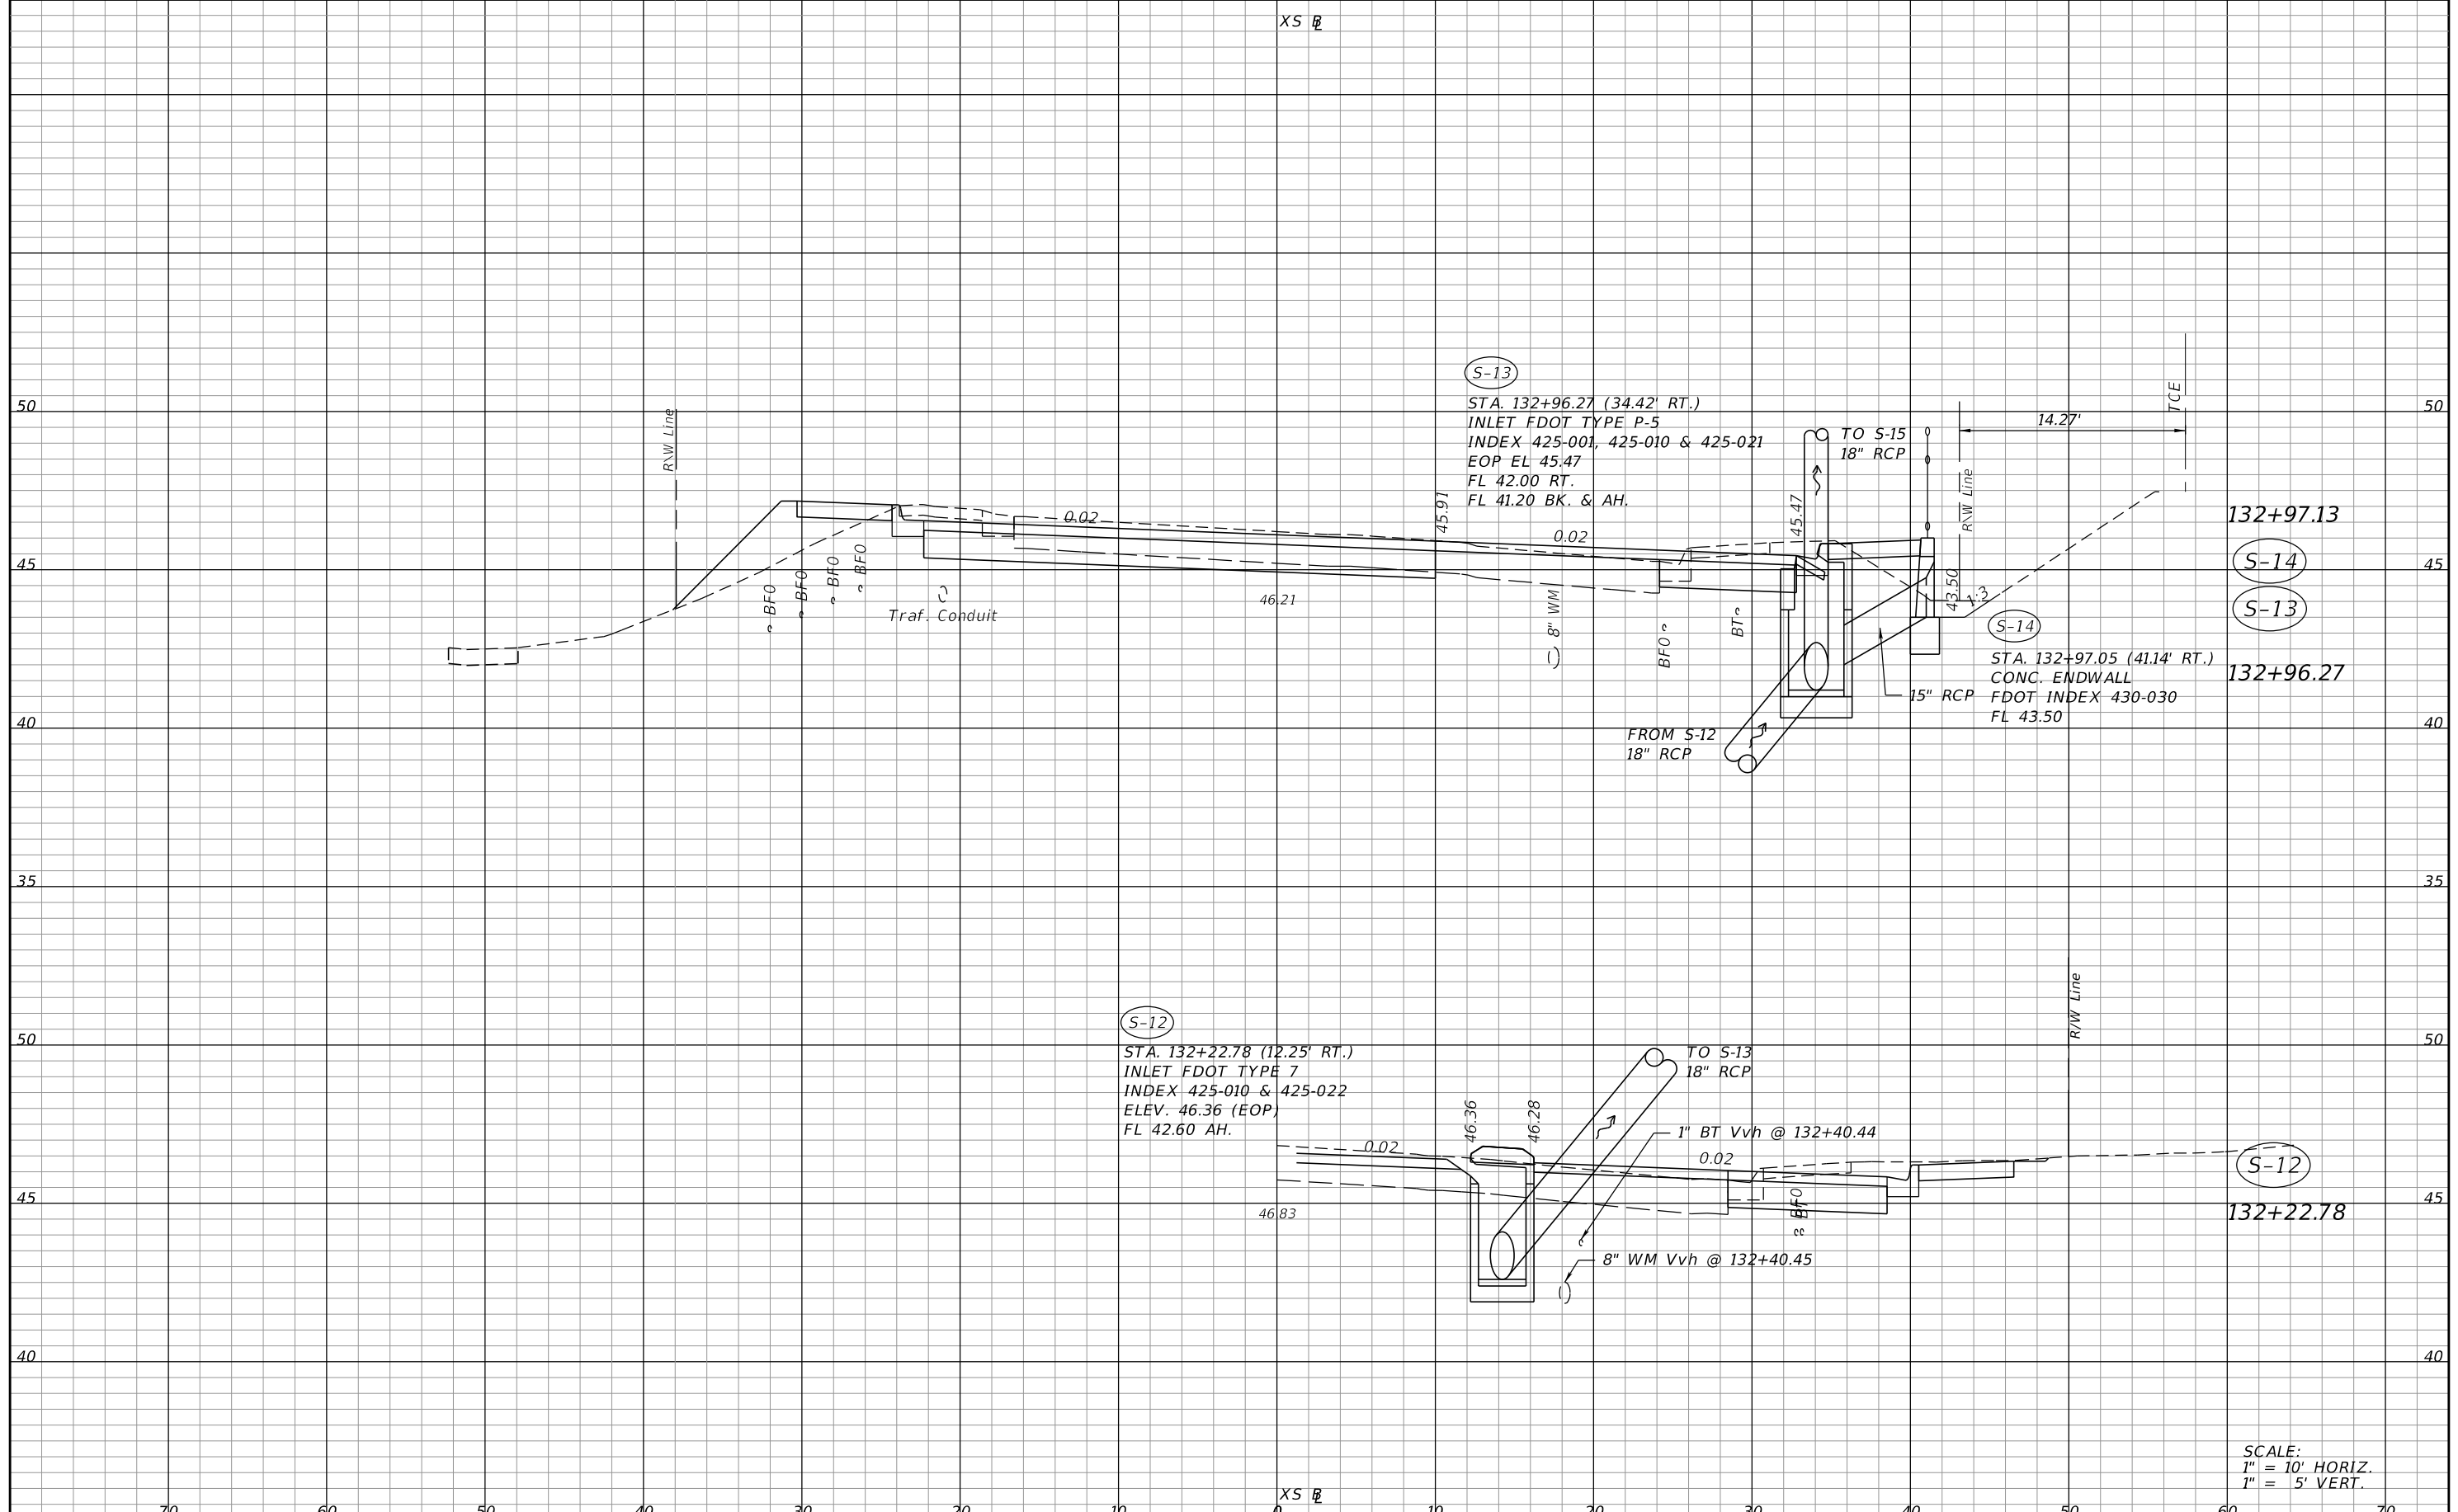 XS BL
S-13
STA. 132+96.27 (34.42' RT.)
INLET FDOT TYPE P-5
INDEX 425-001, 425-010 & 425-021
EOP EL 45.47
FL 42.00 RT.
FL 41.20 BK. & AH.
50
50
R\W Line
TO S-15
18" RCP
14.27'
TCE
R\W Line
0.02
45.91
0.02
45.47
132+97.13
S-14
S-13
132+96.27
45
45
BFO
BFO
BFO
BFO
Traf. Conduit
46.21
8" WM
BFO
BT
43.50
1:3
S-14
STA. 132+97.05 (41.14' RT.)
CONC. ENDWALL
FDOT INDEX 430-030
FL 43.50
15" RCP
FROM S-12
18" RCP
40
40
35
35
S-12
STA. 132+22.78 (12.25' RT.)
INLET FDOT TYPE 7
INDEX 425-010 & 425-022
ELEV. 46.36 (EOP)
FL 42.60 AH.
50
50
R/W Line
TO S-13
18" RCP
46.36
46.28
0.02
0.02
1" BT Vvh @ 132+40.44
S-12
132+22.78
45
45
46.83
BFO
8" WM Vvh @ 132+40.45
40
40
SCALE:
1" = 10' HORIZ.
1" = 5' VERT.
XS BL
70 60 50 40 30 20 10 0 10 20 30 40 50 60 70